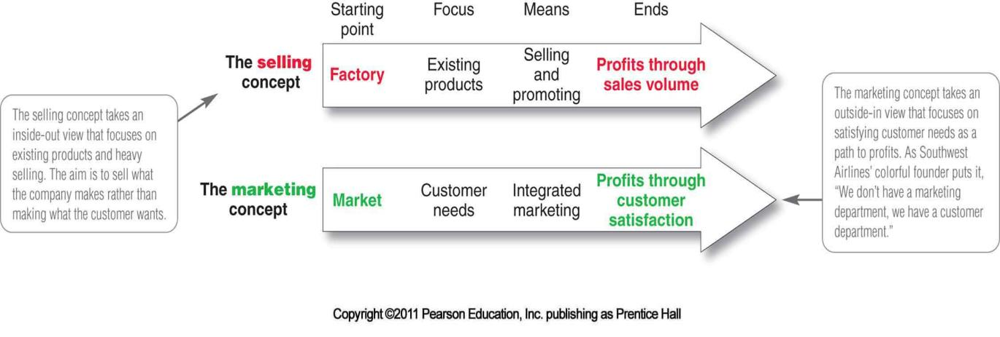 Starting
point
Focus
Means
Ends
The selling
concept
Factory
Existing
products
Selling
and
promoting
Profits through
sales volume
The selling concept takes an
inside-out view that focuses on
existing products and heavy
selling. The aim is to sell what
the company makes rather than
making what the customer wants.
The marketing
concept
Market
Customer
needs
Integrated
marketing
Profits through
customer
satisfaction
The marketing concept takes an
outside-in view that focuses on
satisfying customer needs as a
path to profits. As Southwest
Airlines’ colorful founder puts it,
“We don’t have a marketing
department, we have a customer
department.”
Copyright ©2011 Pearson Education, Inc. publishing as Prentice Hall